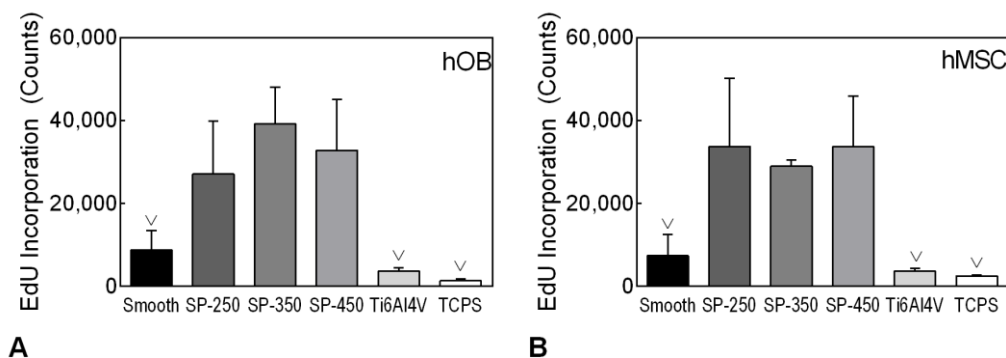 EdU Incorporation (Counts)
60,000
40,000
20,000
0
hOB
Smooth SP-250 SP-350 SP-450 Ti6Al4V TCPS
A
EdU Incorporation (Counts)
60,000
40,000
20,000
0
hMSC
Smooth SP-250 SP-350 SP-450 Ti6Al4V TCPS
B